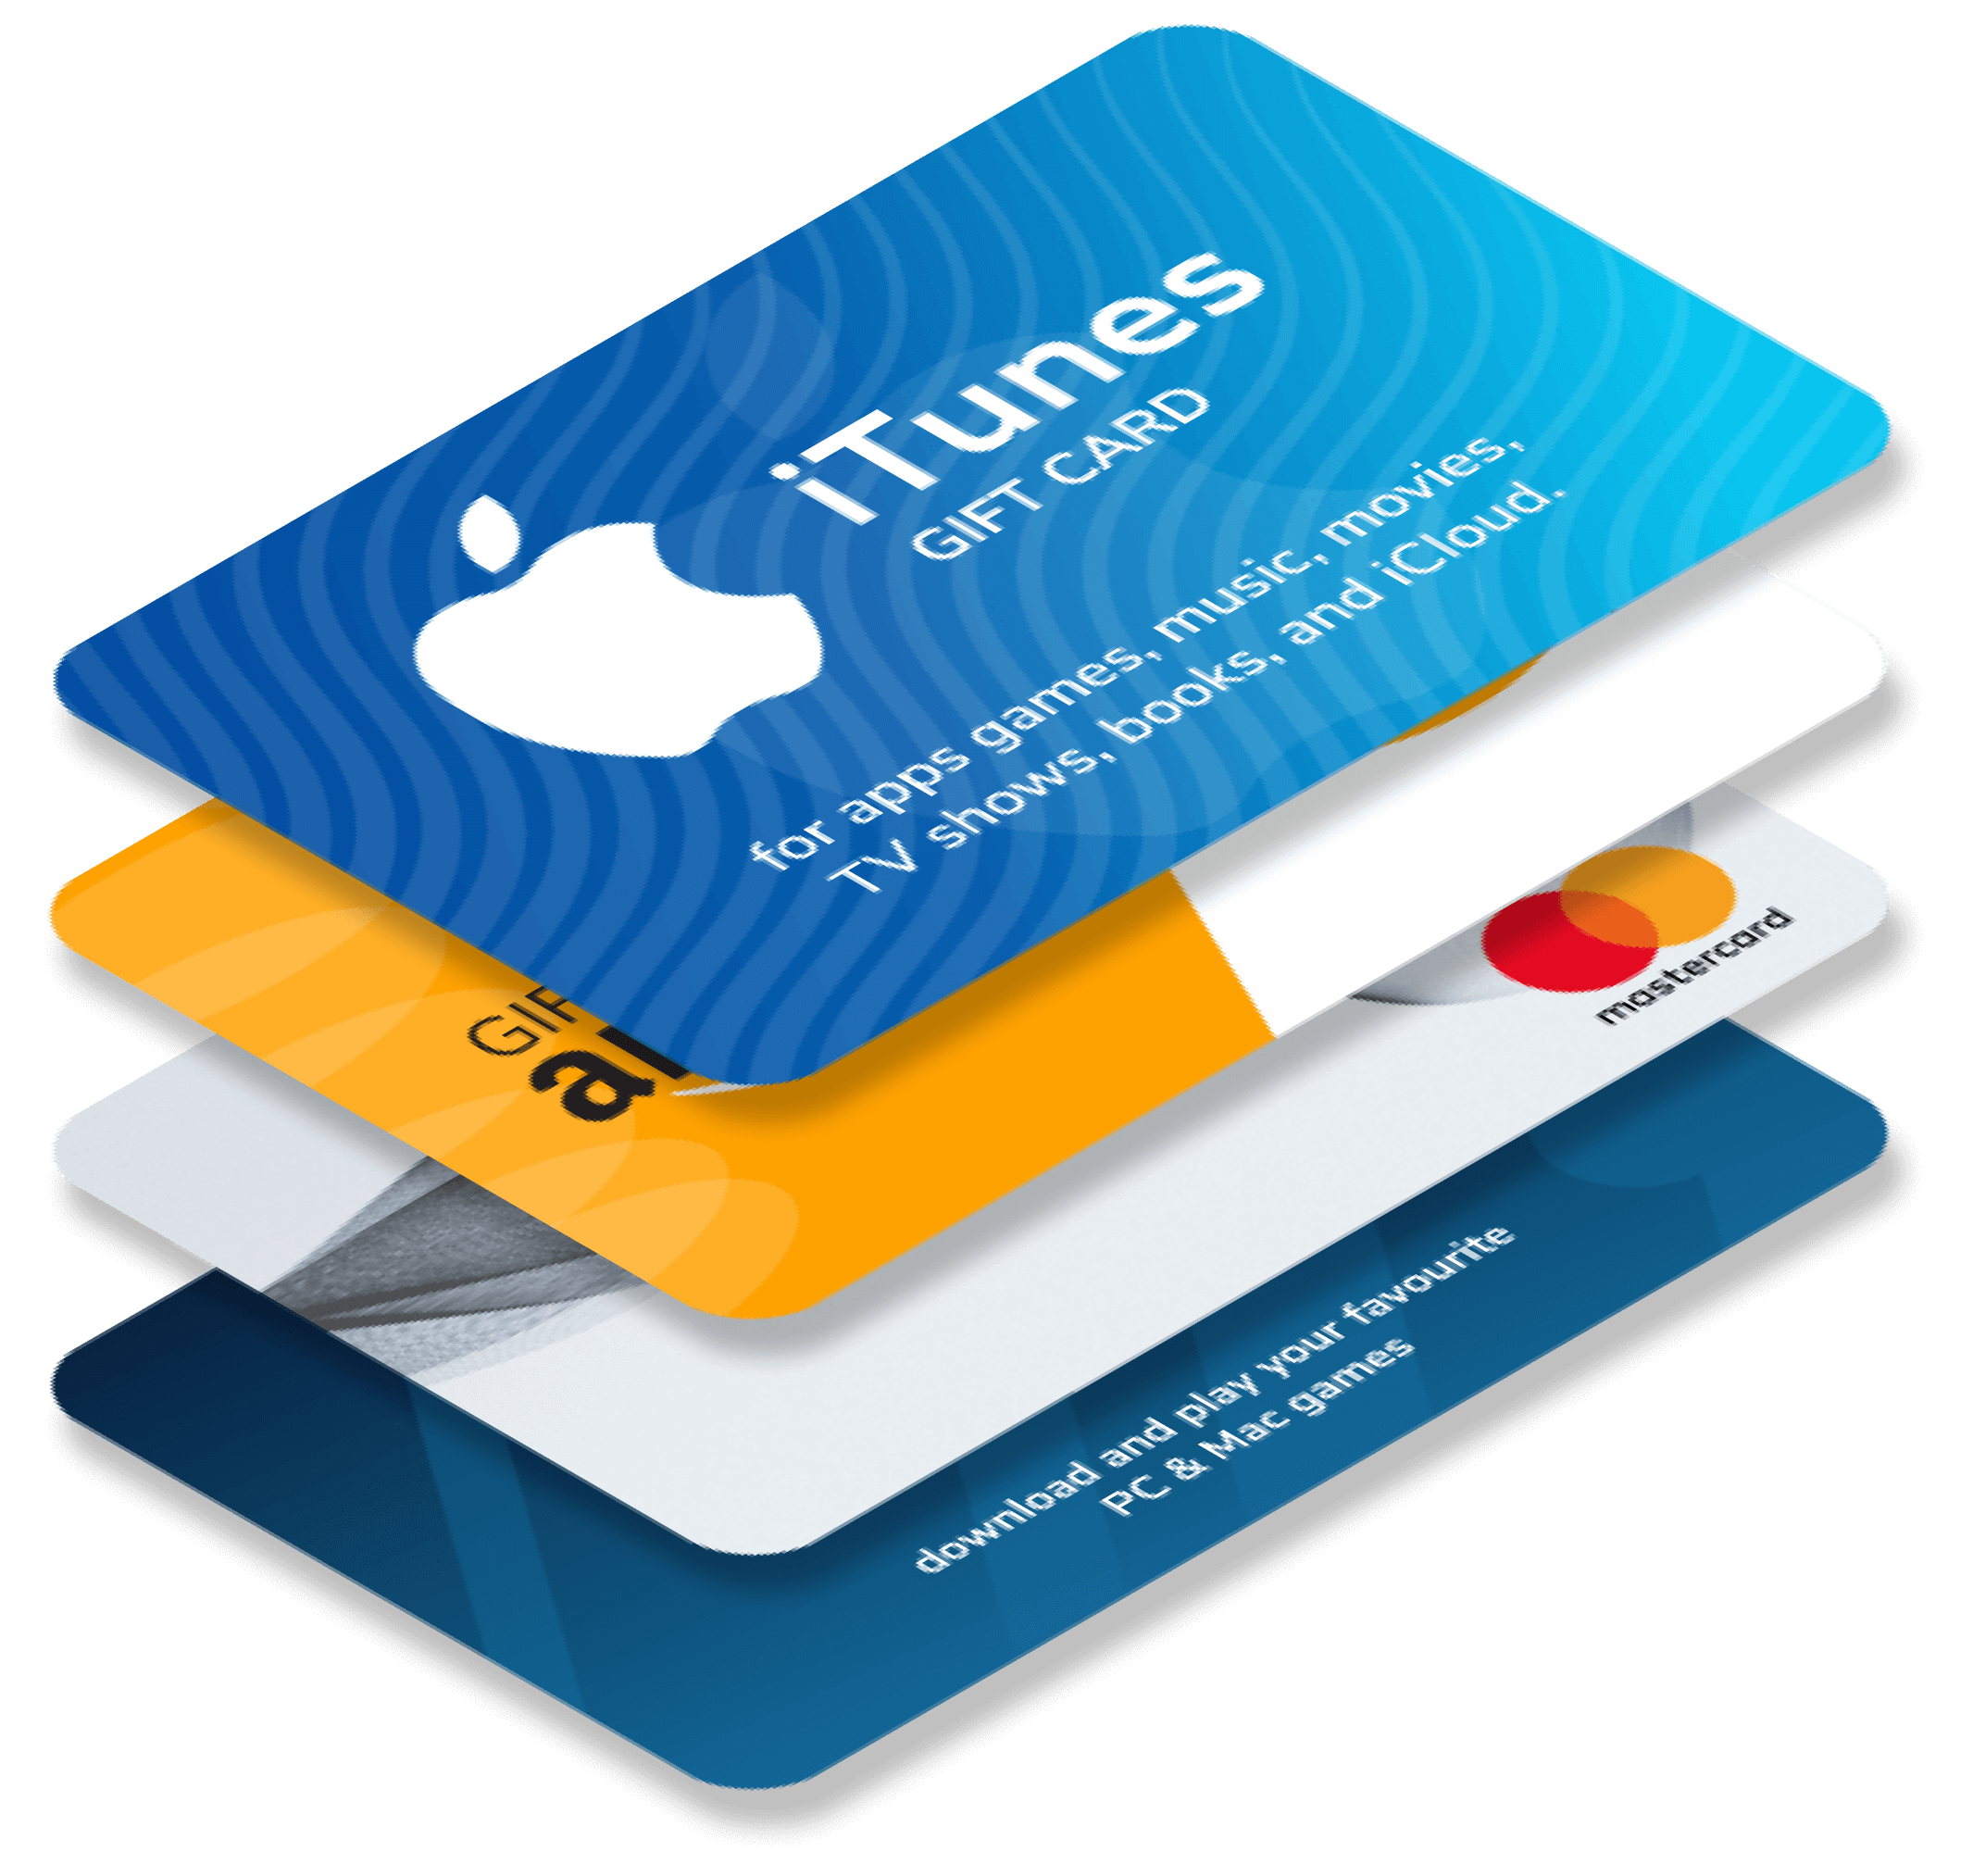 iTunes
GIFT CARD
for apps games, music, movies,
TV shows, books, and iCloud.
mastercard
download and play your favourite
PC & Mac games